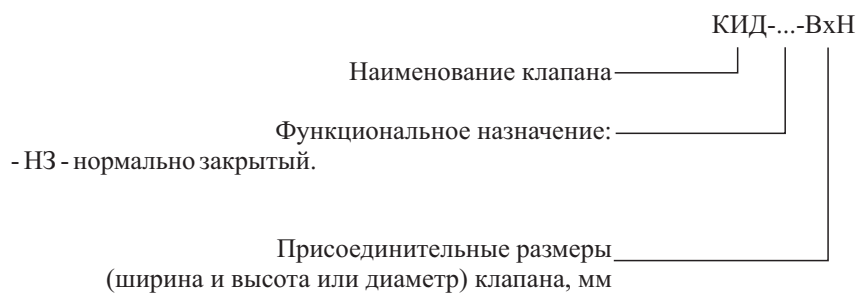 КИД-...-ВхН
Наименование клапана
Функциональное назначение:
- НЗ - нормально закрытый.
Присоединительные размеры
(ширина и высота или диаметр) клапана, мм